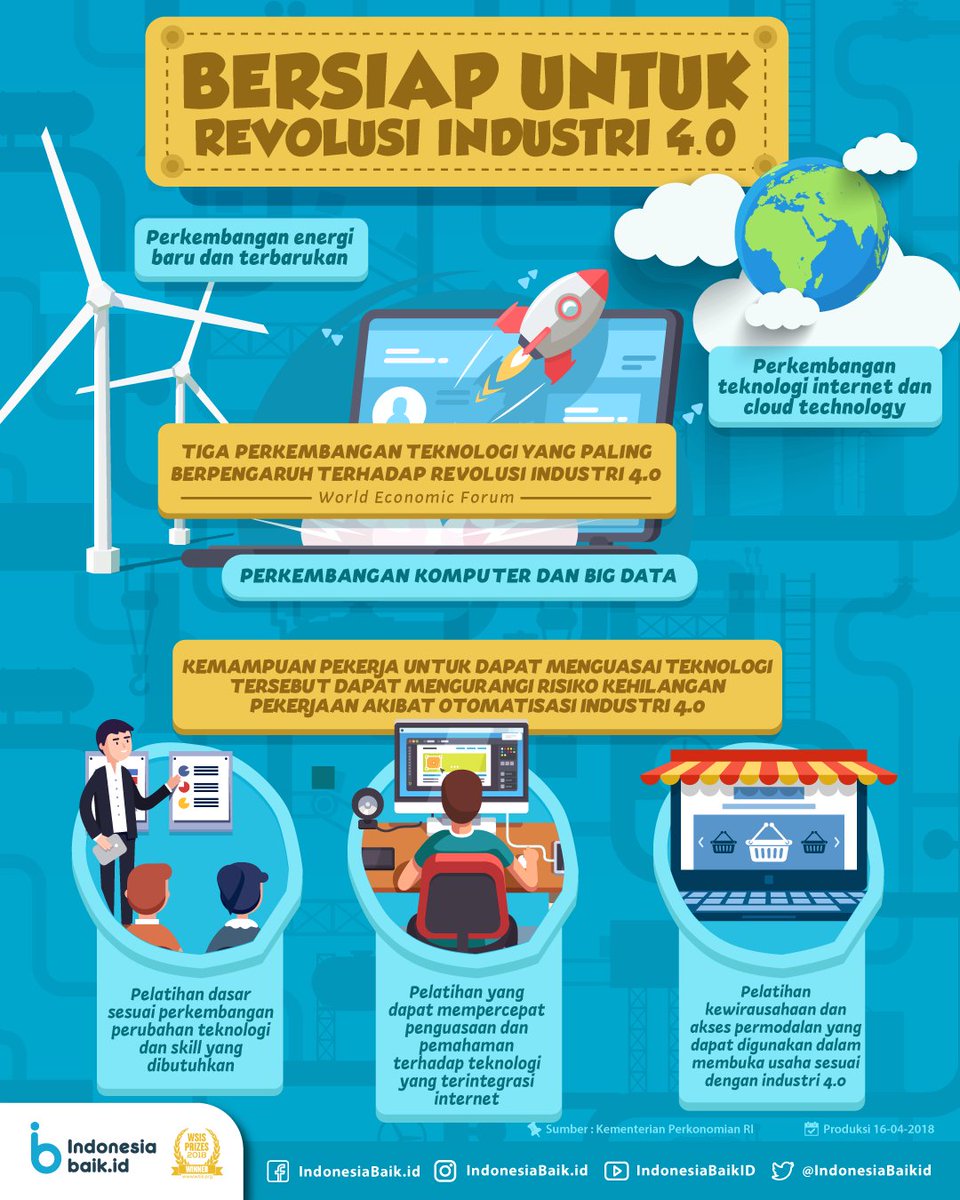 BERSIAP UNTUK
REVOLUSI INDUSTRI 4.0
Perkembangan energi
baru dan terbarukan
Perkembangan
teknologi internet dan
cloud technology
TIGA PERKEMBANGAN TEKNOLOGI YANG PALING
BERPENGARUH TERHADAP REVOLUSI INDUSTRI 4.0
World Economic Forum
PERKEMBANGAN KOMPUTER DAN BIG DATA
KEMAMPUAN PEKERJA UNTUK DAPAT MENGUASAI TEKNOLOGI
TERSEBUT DAPAT MENGURANGI RISIKO KEHILANGAN
PEKERJAAN AKIBAT OTOMATISASI INDUSTRI 4.0
Pelatihan dasar
sesuai perkembangan
perubahan teknologi
dan skill yang
dibutuhkan
Pelatihan yang
dapat mempercepat
penguasaan dan
pemahaman
terhadap teknologi
yang terintegrasi
internet
Pelatihan
kewirausahaan dan
akses permodalan yang
dapat digunakan dalam
membuka usaha sesuai
dengan industri 4.0
Sumber : Kementerian Perkonomian RI
Produksi 16-04-2018
Indonesia
baik.id
WSIS
PRIZES
2018
WINNER
IndonesiaBaik.id
IndonesiaBaik.id
IndonesiaBaikID
@IndonesiaBaikid